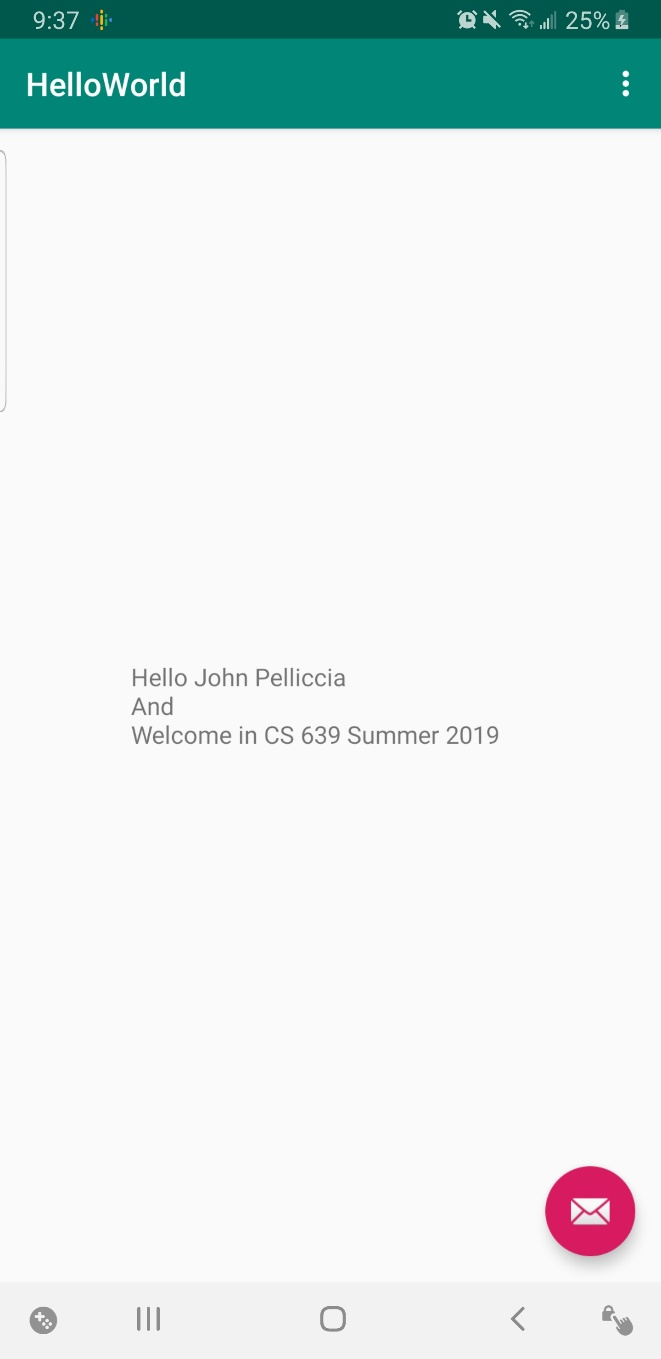 9:37
25%
HelloWorld
Hello John Pelliccia
And
Welcome in CS 639 Summer 2019